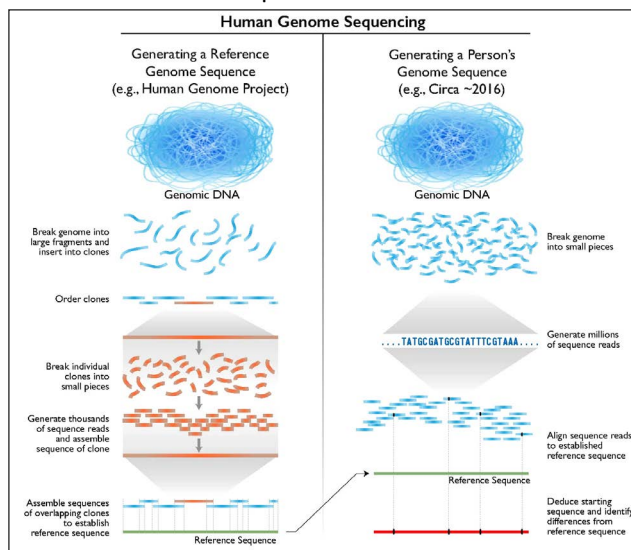 Human Genome Sequencing
Generating a Reference
Genome Sequence
(e.g., Human Genome Project)
Genomic DNA
Break genome into
large fragments and
insert into clones
Order clones
Break individual
clones into
small pieces
Generate thousands
of sequence reads
and assemble
sequence of clone
Assemble sequences
of overlapping clones
to establish
reference sequence
Reference Sequence
Generating a Person's
Genome Sequence
(e.g., Circa ~2016)
Genomic DNA
Break genome
into small pieces
Generate millions
of sequence reads
....TATGCGATGCGTATTTCGTAAA....
Align sequence reads
to established
reference sequence
Reference Sequence
Deduce starting
sequence and identify
differences from
reference sequence